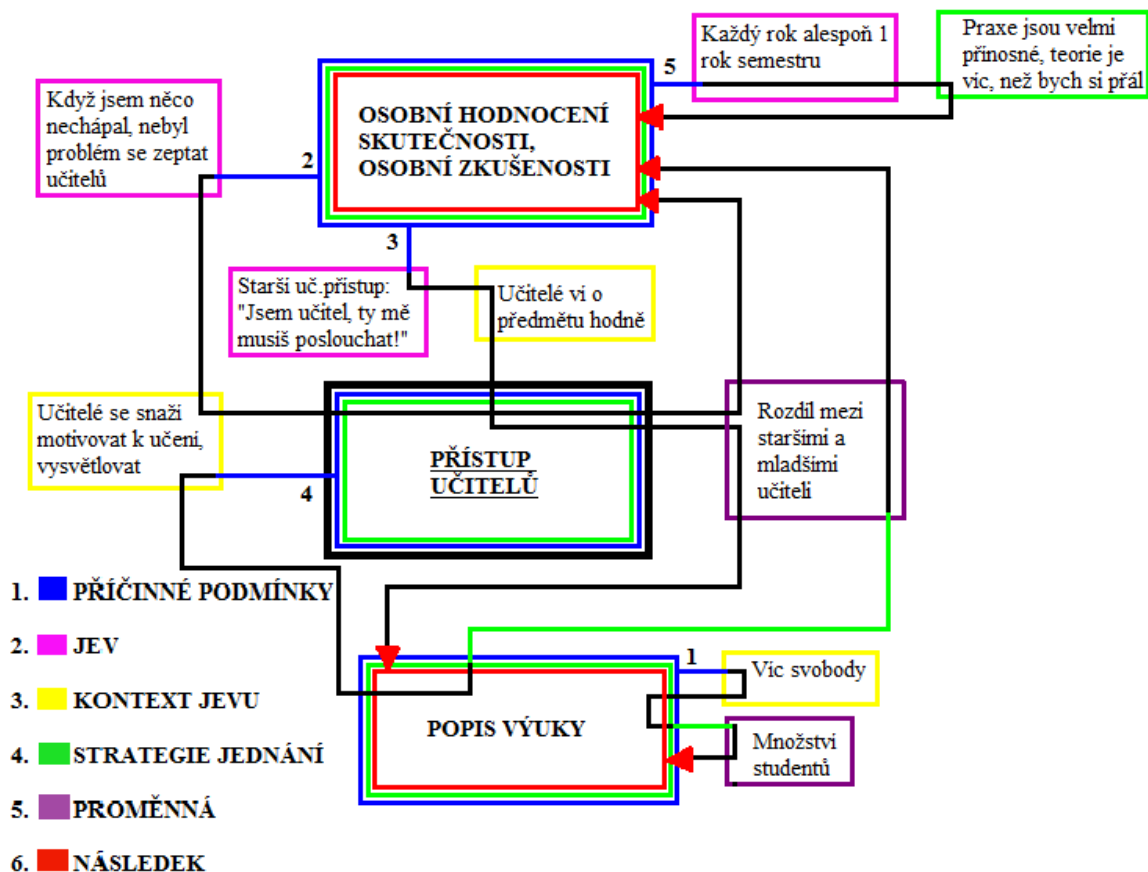 Každý rok alespoň 1
rok semestru
Praxe jsou velmi
přínosné, teorie je
víc, než bych si přál
5
Když jsem něco
nechápal, nebyl
problém se zeptat
učitelů
2
OSOBNÍ HODNOCENÍ
SKUTEČNOSTI,
OSOBNÍ ZKUŠENOSTI
3
Starší uč.přístup:
"Jsem učitel, ty mě
musíš poslouchat!"
Učitelé ví o
předmětu hodně
Učitelé se snaží
motivovat k učení,
vysvětlovat
4
PŘÍSTUP
UČITELŮ
Rozdíl mezi
staršími a
mladšími
učiteli
1. PŘÍČINNÉ PODMÍNKY
2. JEV
3. KONTEXT JEVU
4. STRATEGIE JEDNÁNÍ
5. PROMĚNNÁ
6. NÁSLEDEK
1
Víc svobody
POPIS VÝUKY
Množství
studentů